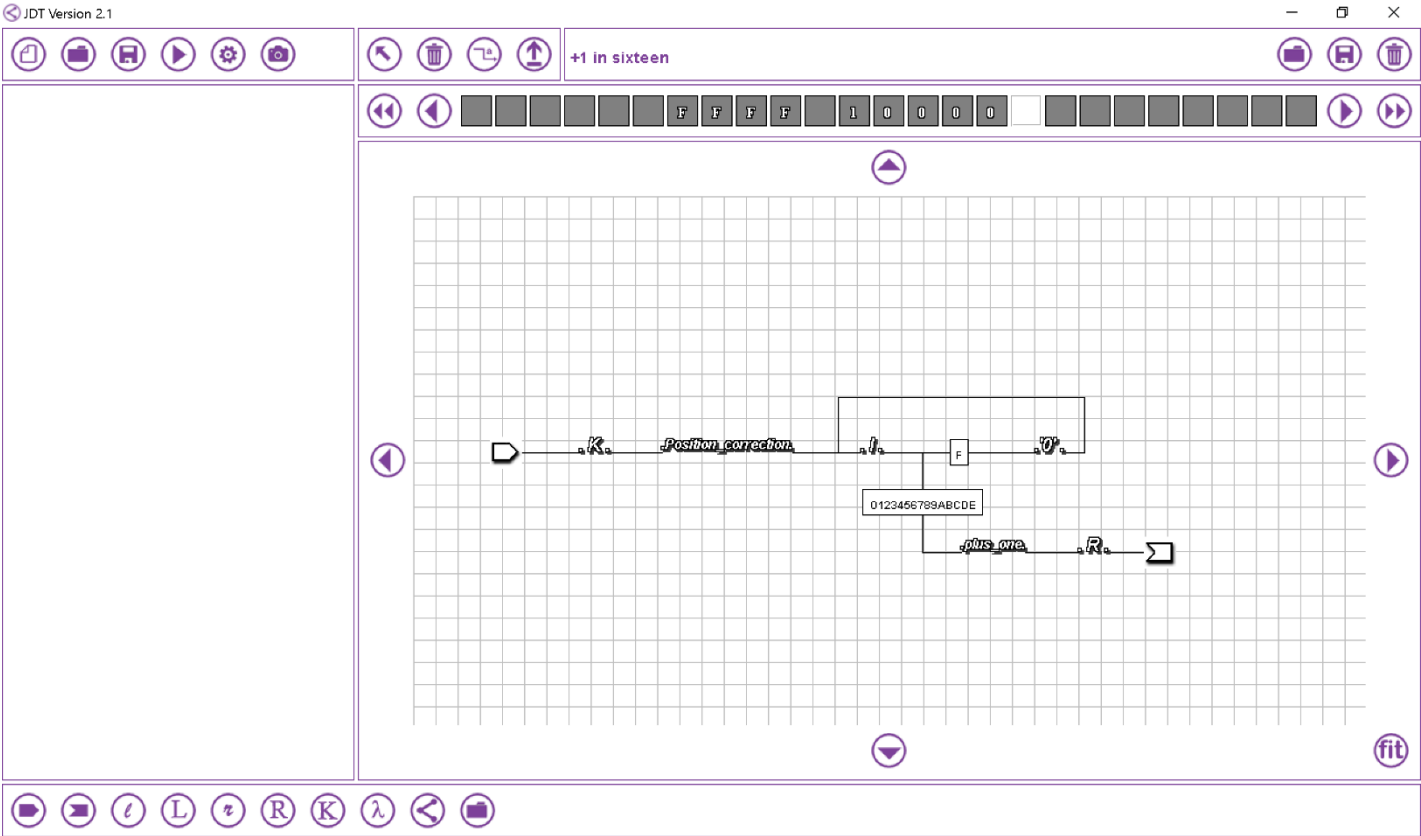 JDT Version 2.1
+1 in sixteen
F F F F 1 0 0 0 0
.K. .Position_correction. .l. F .'0'.
0123456789ABCDE
.plus_one. .R.
fit
l L r R K λ